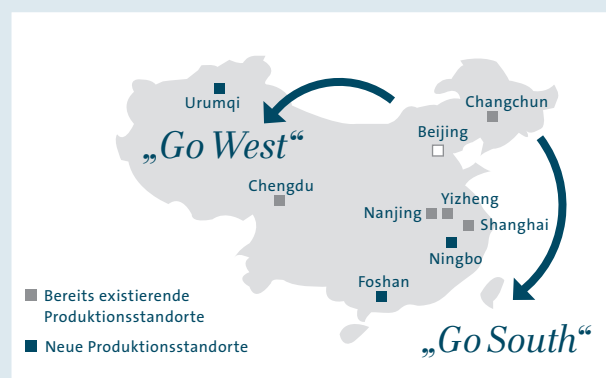 Urumqi
Changchun
„Go West“
Beijing
Chengdu
Yizheng
Nanjing
Shanghai
Ningbo
Foshan
Bereits existierende
Produktionsstandorte
Neue Produktionsstandorte
„Go South“